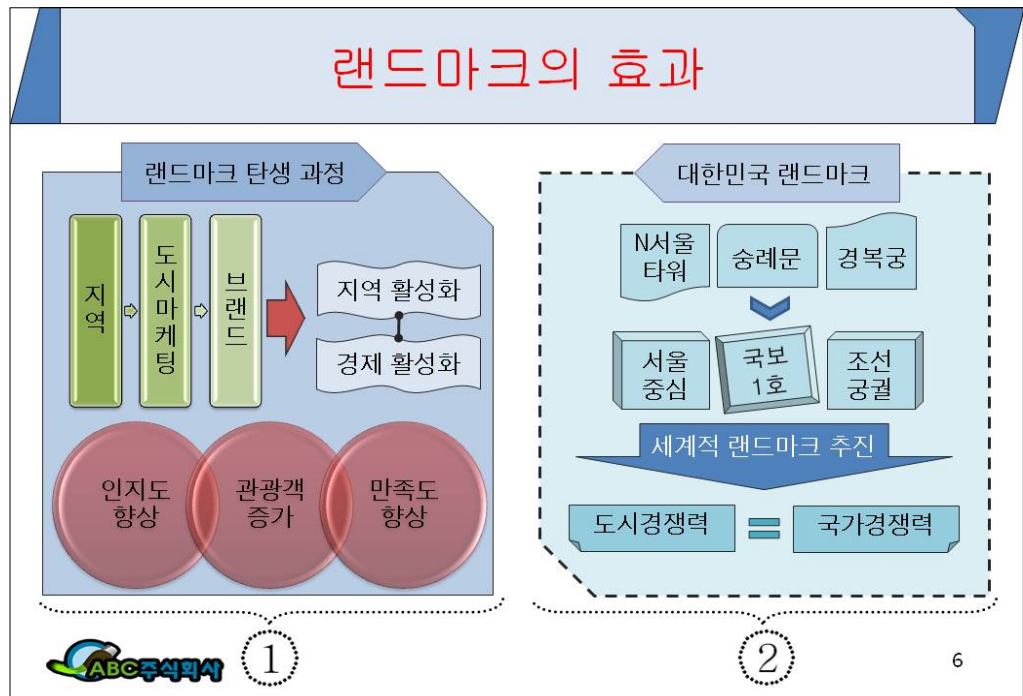 랜드마크의 효과
랜드마크 탄생 과정
지역
도시마케팅
브랜드
지역 활성화
경제 활성화
인지도
향상
관광객
증가
만족도
향상
①
대한민국 랜드마크
N서울
타워
숭례문
경복궁
서울
중심
국보
1호
조선
궁궐
세계적 랜드마크 추진
도시경쟁력
국가경쟁력
②
ABC주식회사
6